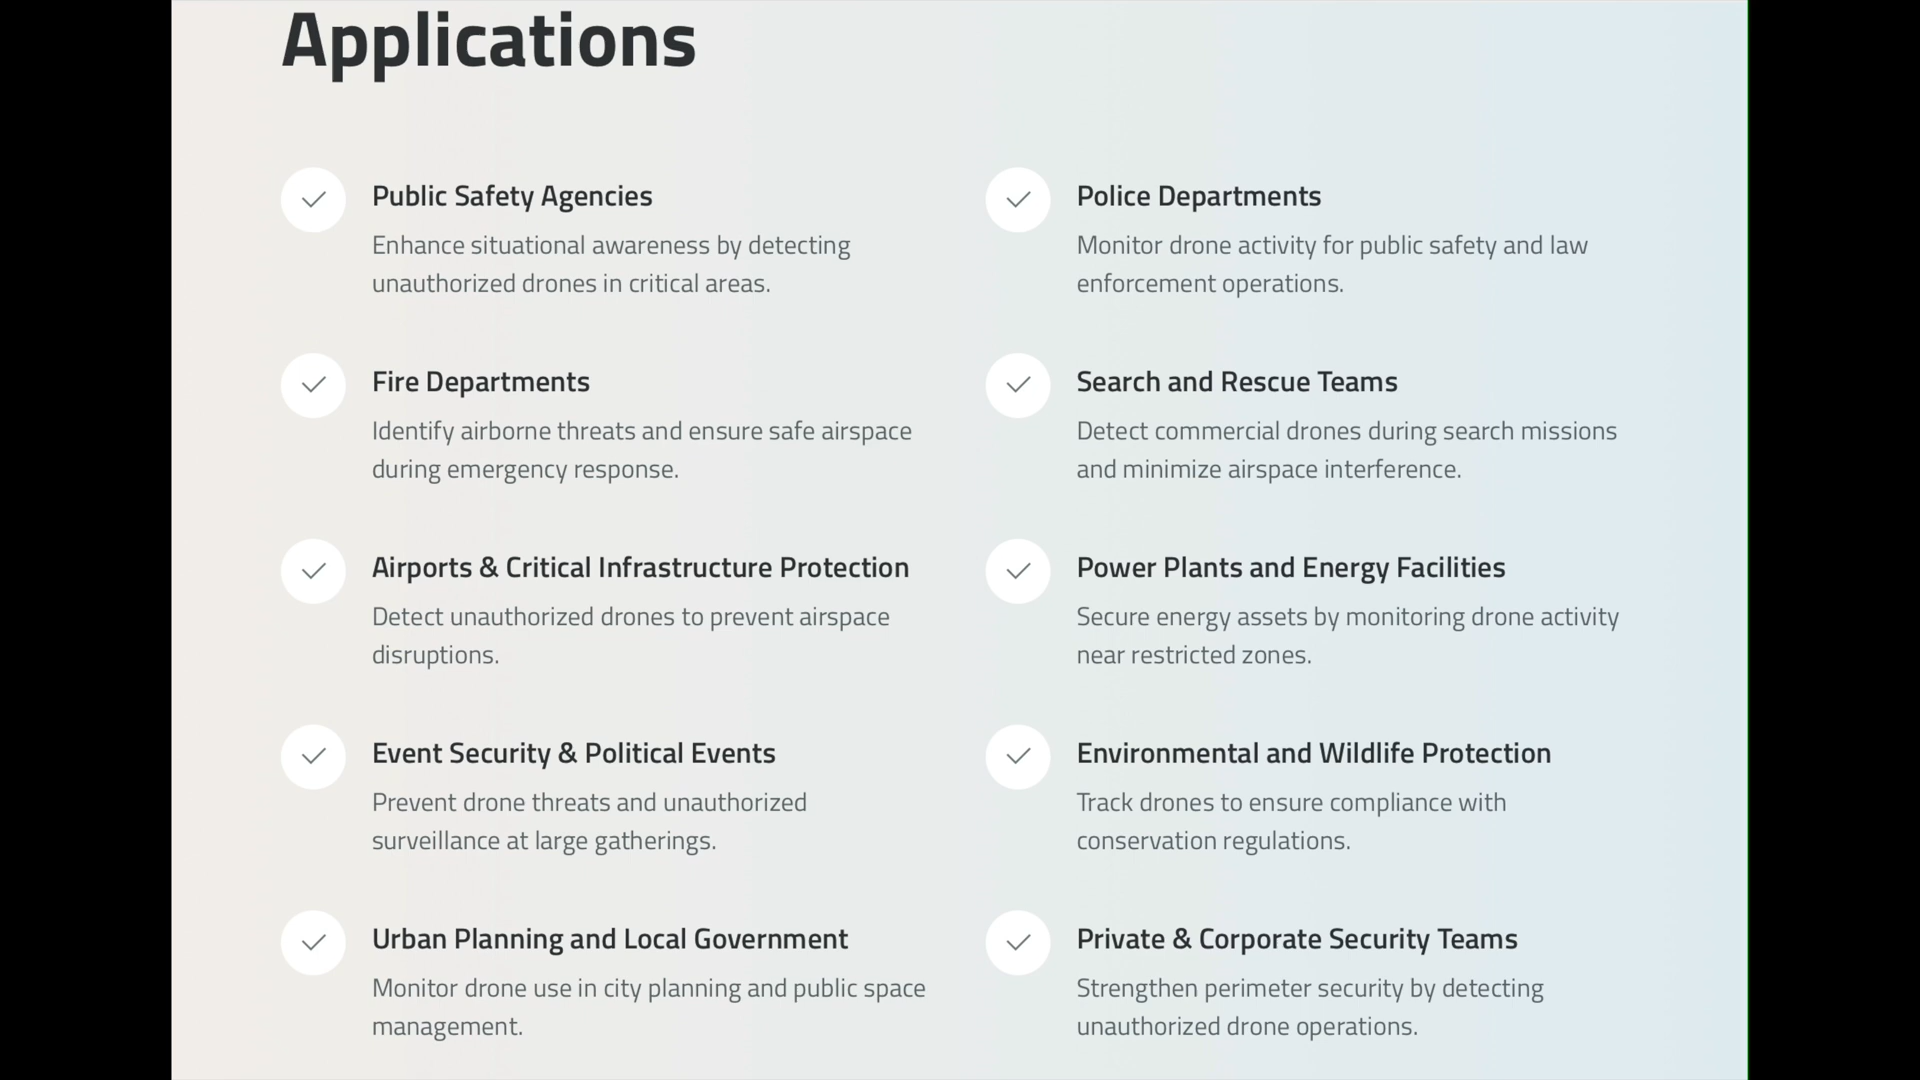 Applications
Public Safety Agencies
Enhance situational awareness by detecting
unauthorized drones in critical areas.
Police Departments
Monitor drone activity for public safety and law
enforcement operations.
Fire Departments
Identify airborne threats and ensure safe airspace
during emergency response.
Search and Rescue Teams
Detect commercial drones during search missions
and minimize airspace interference.
Airports & Critical Infrastructure Protection
Detect unauthorized drones to prevent airspace
disruptions.
Power Plants and Energy Facilities
Secure energy assets by monitoring drone activity
near restricted zones.
Event Security & Political Events
Prevent drone threats and unauthorized
surveillance at large gatherings.
Environmental and Wildlife Protection
Track drones to ensure compliance with
conservation regulations.
Urban Planning and Local Government
Monitor drone use in city planning and public space
management.
Private & Corporate Security Teams
Strengthen perimeter security by detecting
unauthorized drone operations.